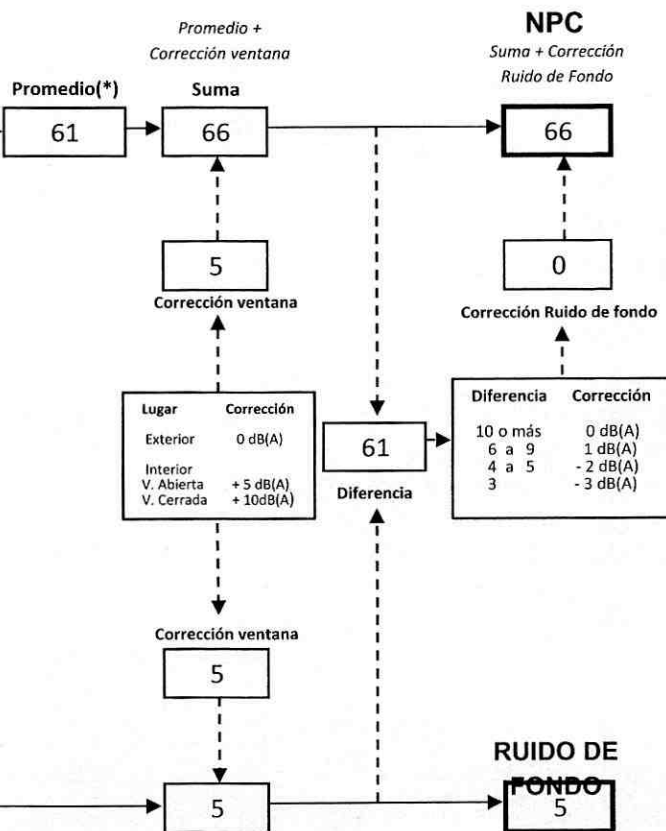 Promedio +
Corrección ventana
NPC
Suma + Corrección
Ruido de Fondo
Promedio(*)
Suma
61
66
66
5
0
Corrección ventana
Corrección Ruido de fondo
Lugar Corrección
Exterior 0 dB(A)
Interior
V. Abierta + 5 dB(A)
V. Cerrada + 10dB(A)
61
Diferencia
Diferencia Corrección
10 o más 0 dB(A)
6 a 9 1 dB(A)
4 a 5 - 2 dB(A)
3 - 3 dB(A)
Corrección ventana
5
RUIDO DE
FONDO
5
5